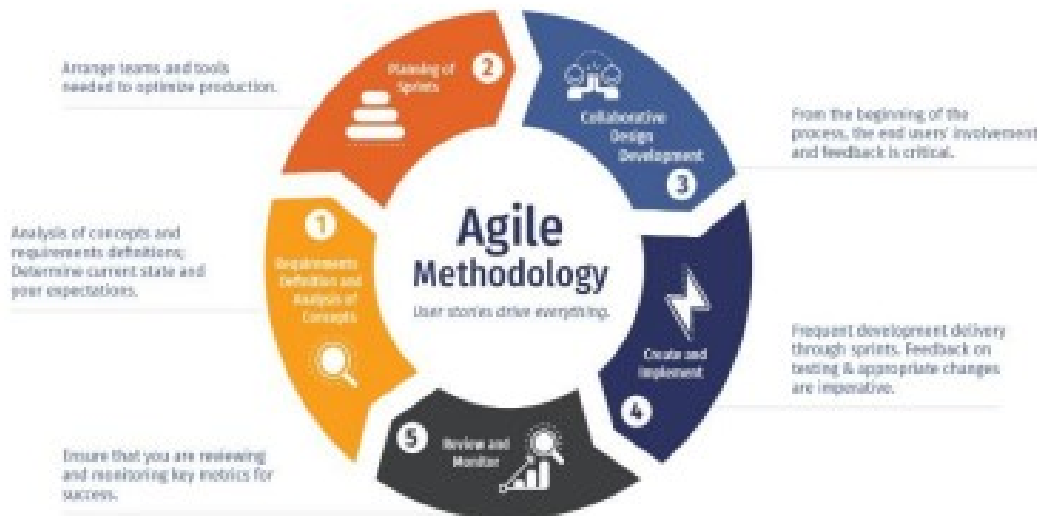 Agile
Methodology
User stories drive everything.
1
Requirements
Definition and
Analysis of
Concepts
Analysis of concepts and
requirements definitions;
Determine current state and
your expectations.
2
Planning of
Sprints
Arrange teams and tools
needed to optimize production.
Collaborative
Design
Development
3
From the beginning of the
process, the end users' involvement
and feedback is critical.
Create and
Implement
4
Frequent development delivery
through sprints. Feedback on
testing & appropriate changes
are imperative.
5
Review and
Monitor
Ensure that you are reviewing
and monitoring key metrics for
success.